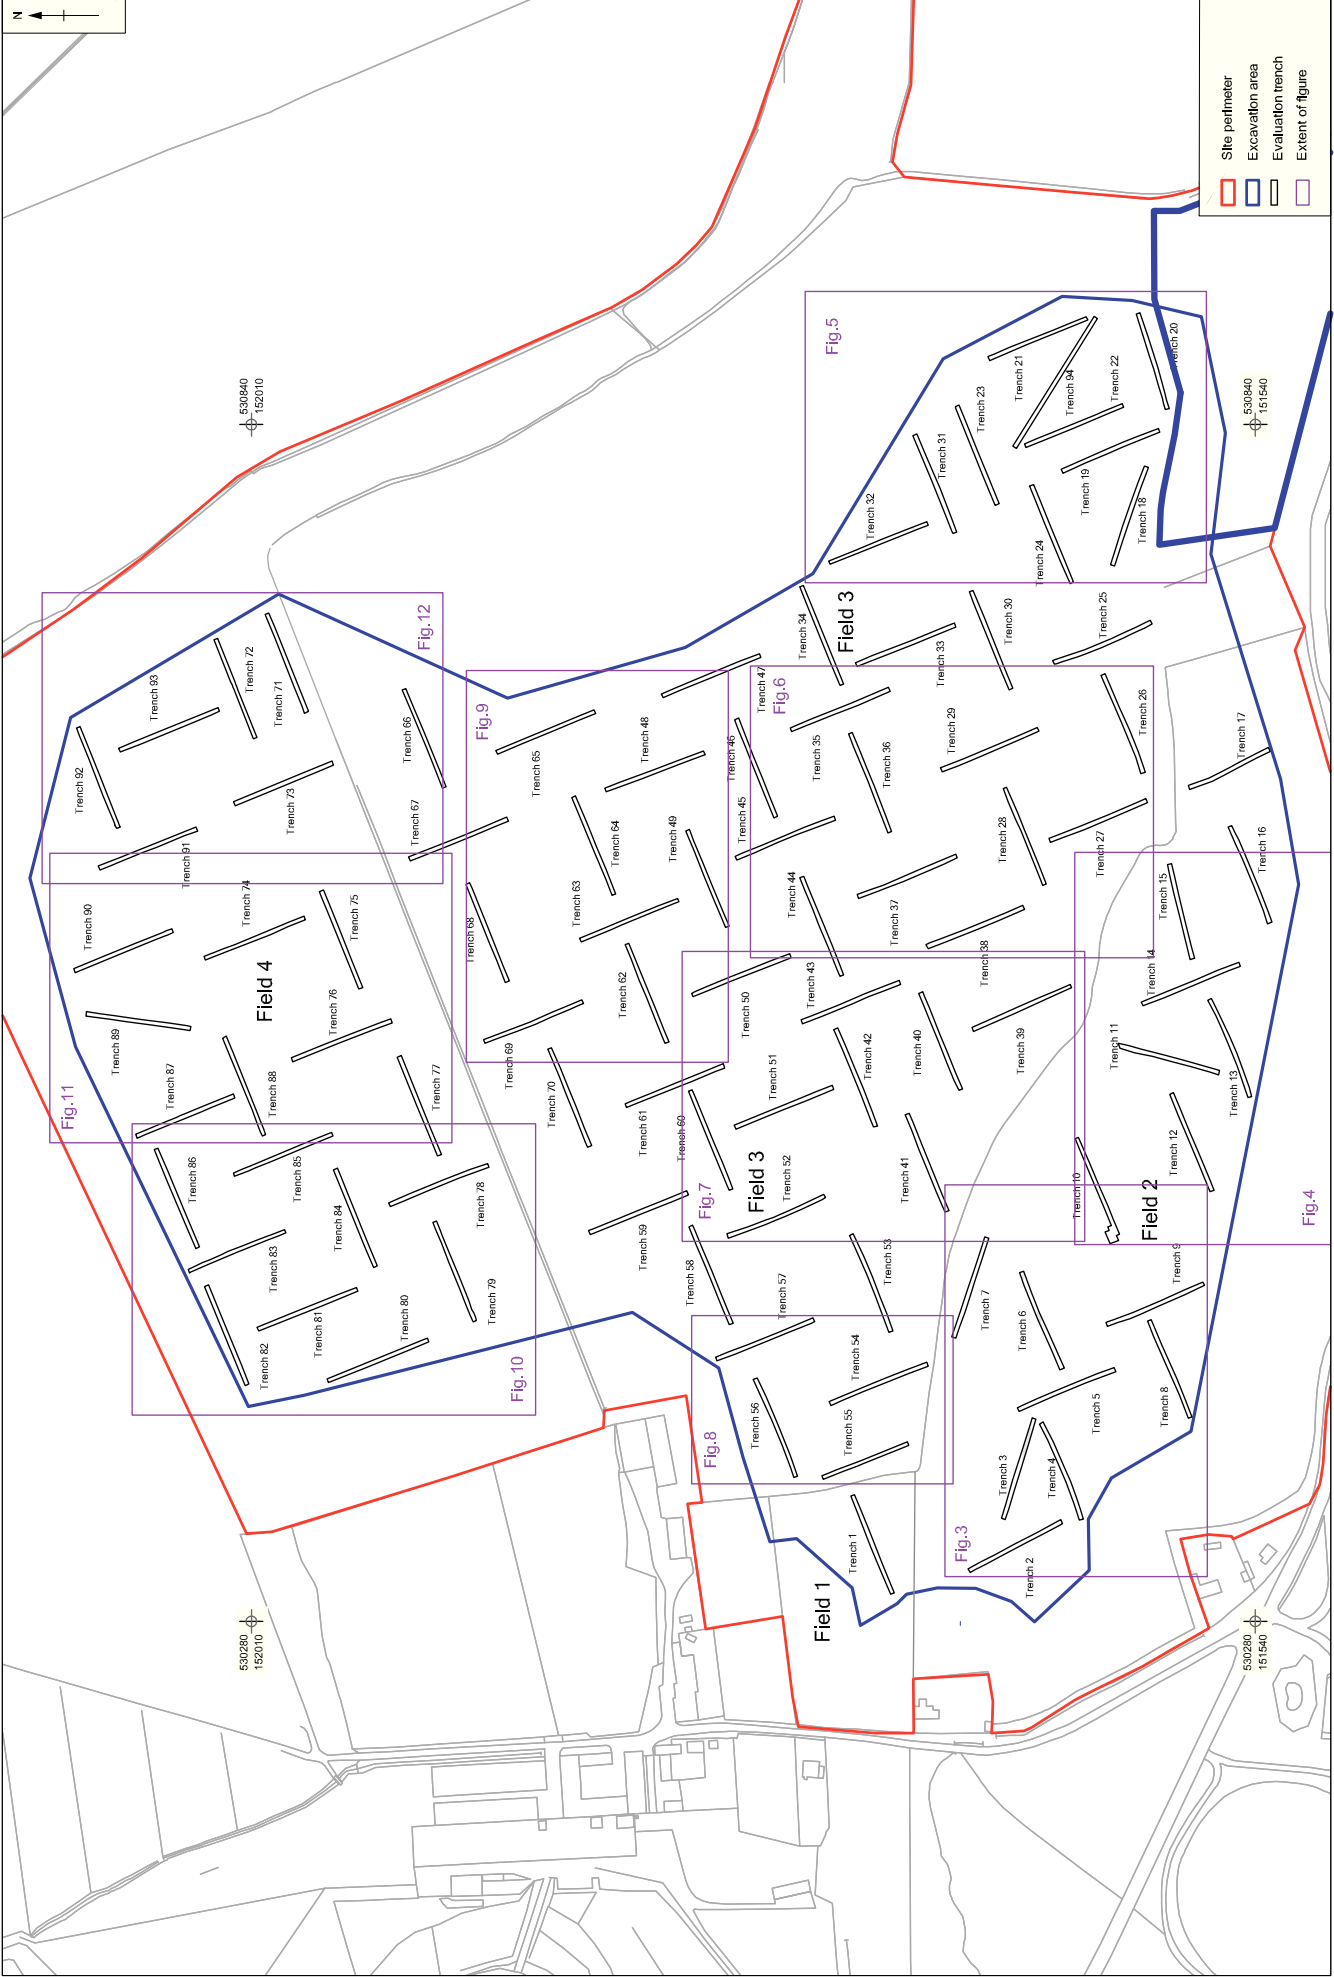 N
Site perimeter
Excavation area
Evaluation trench
Extent of figure
530840
152010
530840
151540
530280
152010
530280
151540
Field 1
Field 2
Field 3
Field 3
Field 4
Fig.3
Fig.4
Fig.5
Fig.6
Fig.7
Fig.8
Fig.9
Fig.10
Fig.11
Fig.12
Trench 1
Trench 2
Trench 3
Trench 4
Trench 5
Trench 6
Trench 7
Trench 8
Trench 9
Trench 10
Trench 11
Trench 12
Trench 13
Trench 14
Trench 15
Trench 16
Trench 17
Trench 18
Trench 19
Trench 20
Trench 21
Trench 22
Trench 23
Trench 24
Trench 25
Trench 26
Trench 27
Trench 28
Trench 29
Trench 30
Trench 31
Trench 32
Trench 33
Trench 34
Trench 35
Trench 36
Trench 37
Trench 38
Trench 39
Trench 40
Trench 41
Trench 42
Trench 43
Trench 44
Trench 45
Trench 46
Trench 47
Trench 48
Trench 49
Trench 50
Trench 51
Trench 52
Trench 53
Trench 54
Trench 55
Trench 56
Trench 57
Trench 58
Trench 59
Trench 60
Trench 61
Trench 62
Trench 63
Trench 64
Trench 65
Trench 66
Trench 67
Trench 68
Trench 69
Trench 70
Trench 71
Trench 72
Trench 73
Trench 74
Trench 75
Trench 76
Trench 77
Trench 78
Trench 79
Trench 80
Trench 81
Trench 82
Trench 83
Trench 84
Trench 85
Trench 86
Trench 87
Trench 88
Trench 89
Trench 90
Trench 91
Trench 92
Trench 93
Trench 94